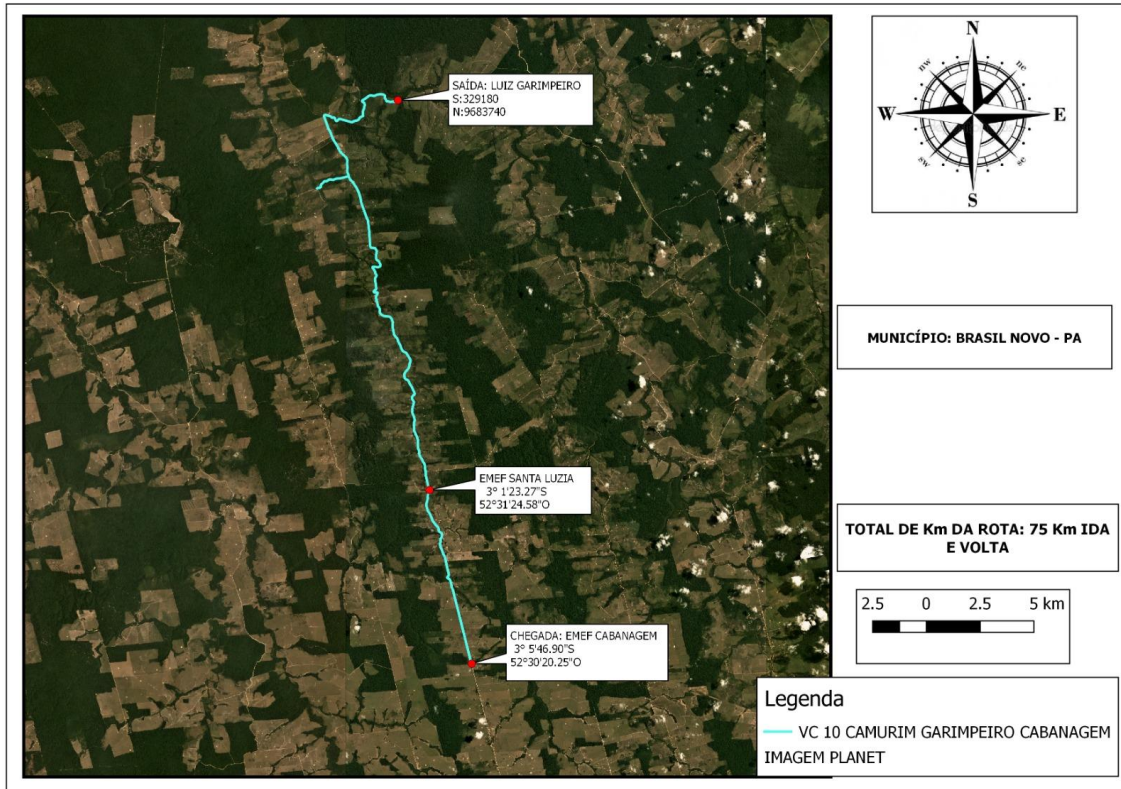 SAÍDA: LUIZ GARIMPEIRO
S:329180
N:9683740
EMEF SANTA LUZIA
3° 1'23.27"S
52°31'24.58"O
CHEGADA: EMEF CABANAGEM
3° 5'46.90"S
52°30'20.25"O
N
nw
ne
W
E
sw
se
S
MUNICÍPIO: BRASIL NOVO - PA
TOTAL DE Km DA ROTA: 75 Km IDA
E VOLTA
2.5 0 2.5 5 km
Legenda
VC 10 CAMURIM GARIMPEIRO CABANAGEM
IMAGEM PLANET